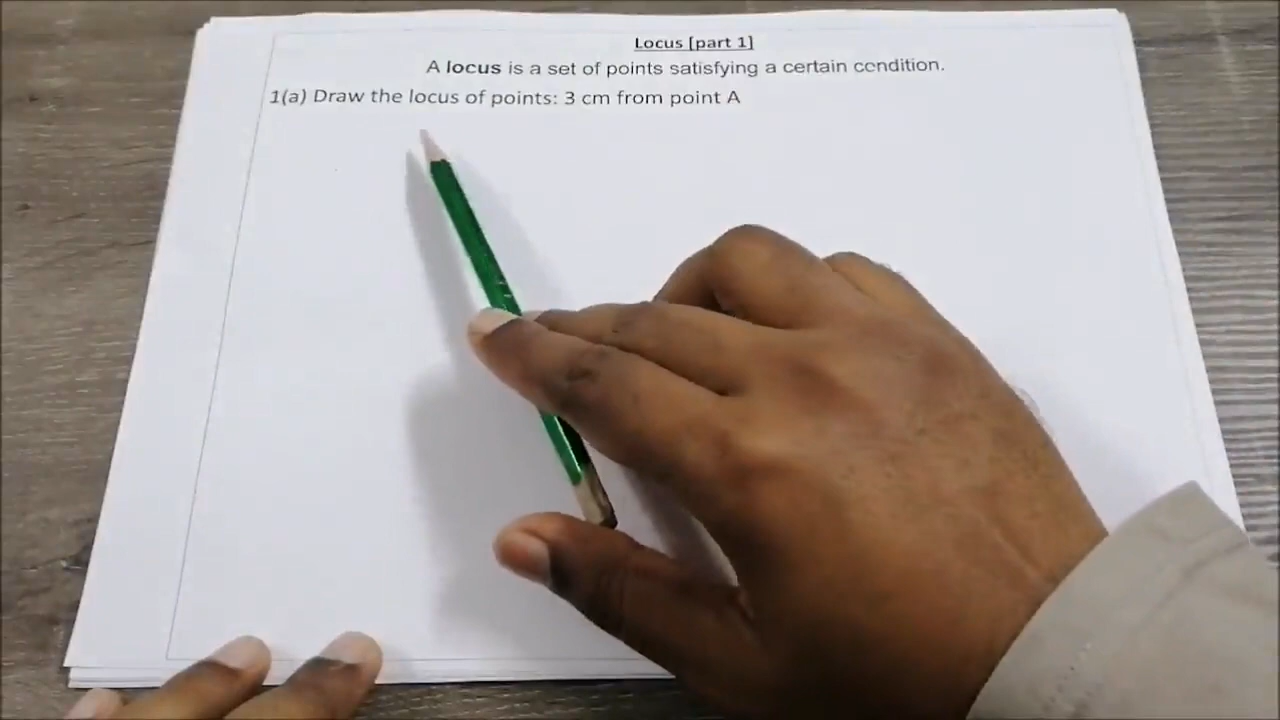 Locus [part 1]
A locus is a set of points satisfying a certain condition.
1(a) Draw the locus of points: 3 cm from point A